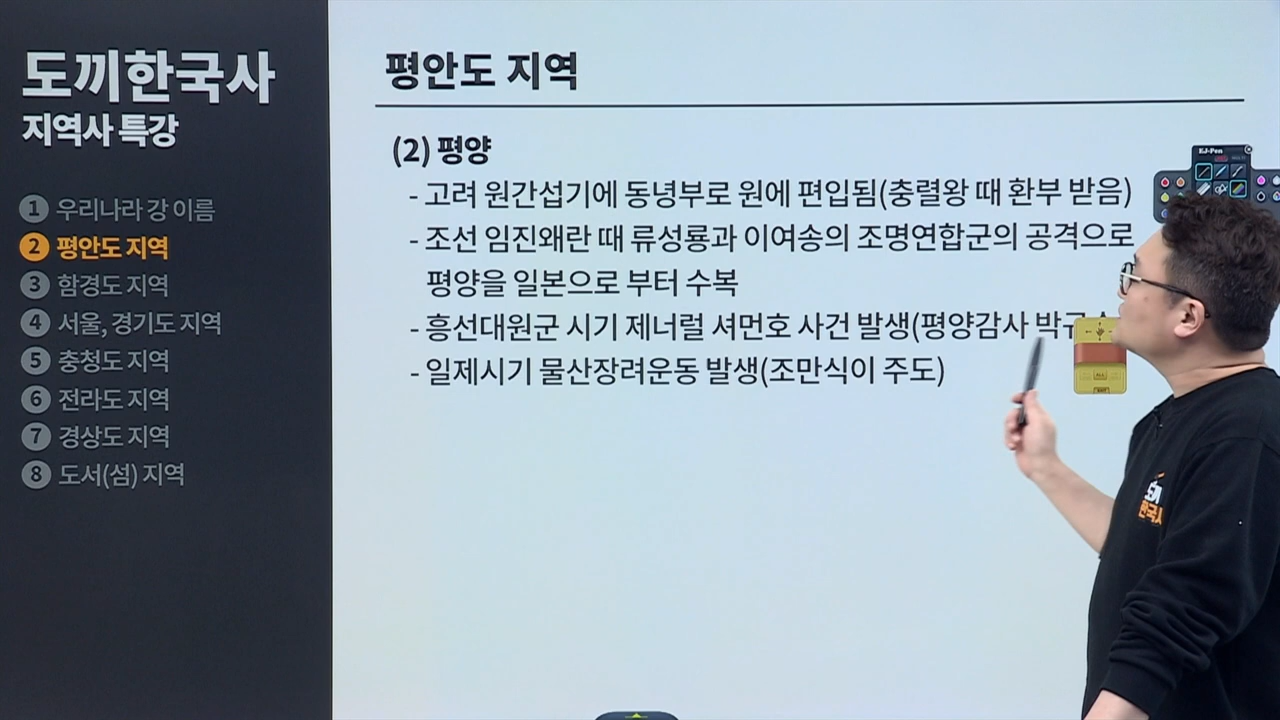 도끼한국사
지역사 특강
1 우리나라 강 이름
2 평안도 지역
3 함경도 지역
4 서울, 경기도 지역
5 충청도 지역
6 전라도 지역
7 경상도 지역
8 도서(섬) 지역
평안도 지역
(2) 평양
- 고려 원간섭기에 동녕부로 원에 편입됨(충렬왕 때 환부 받음)
- 조선 임진왜란 때 류성룡과 이여송의 조명연합군의 공격으로
평양을 일본으로 부터 수복
- 흥선대원군 시기 제너럴 셔먼호 사건 발생(평양감사
- 일제시기 물산장려운동 발생(조만식이 주도)
EJ-Pen
도끼
한국사